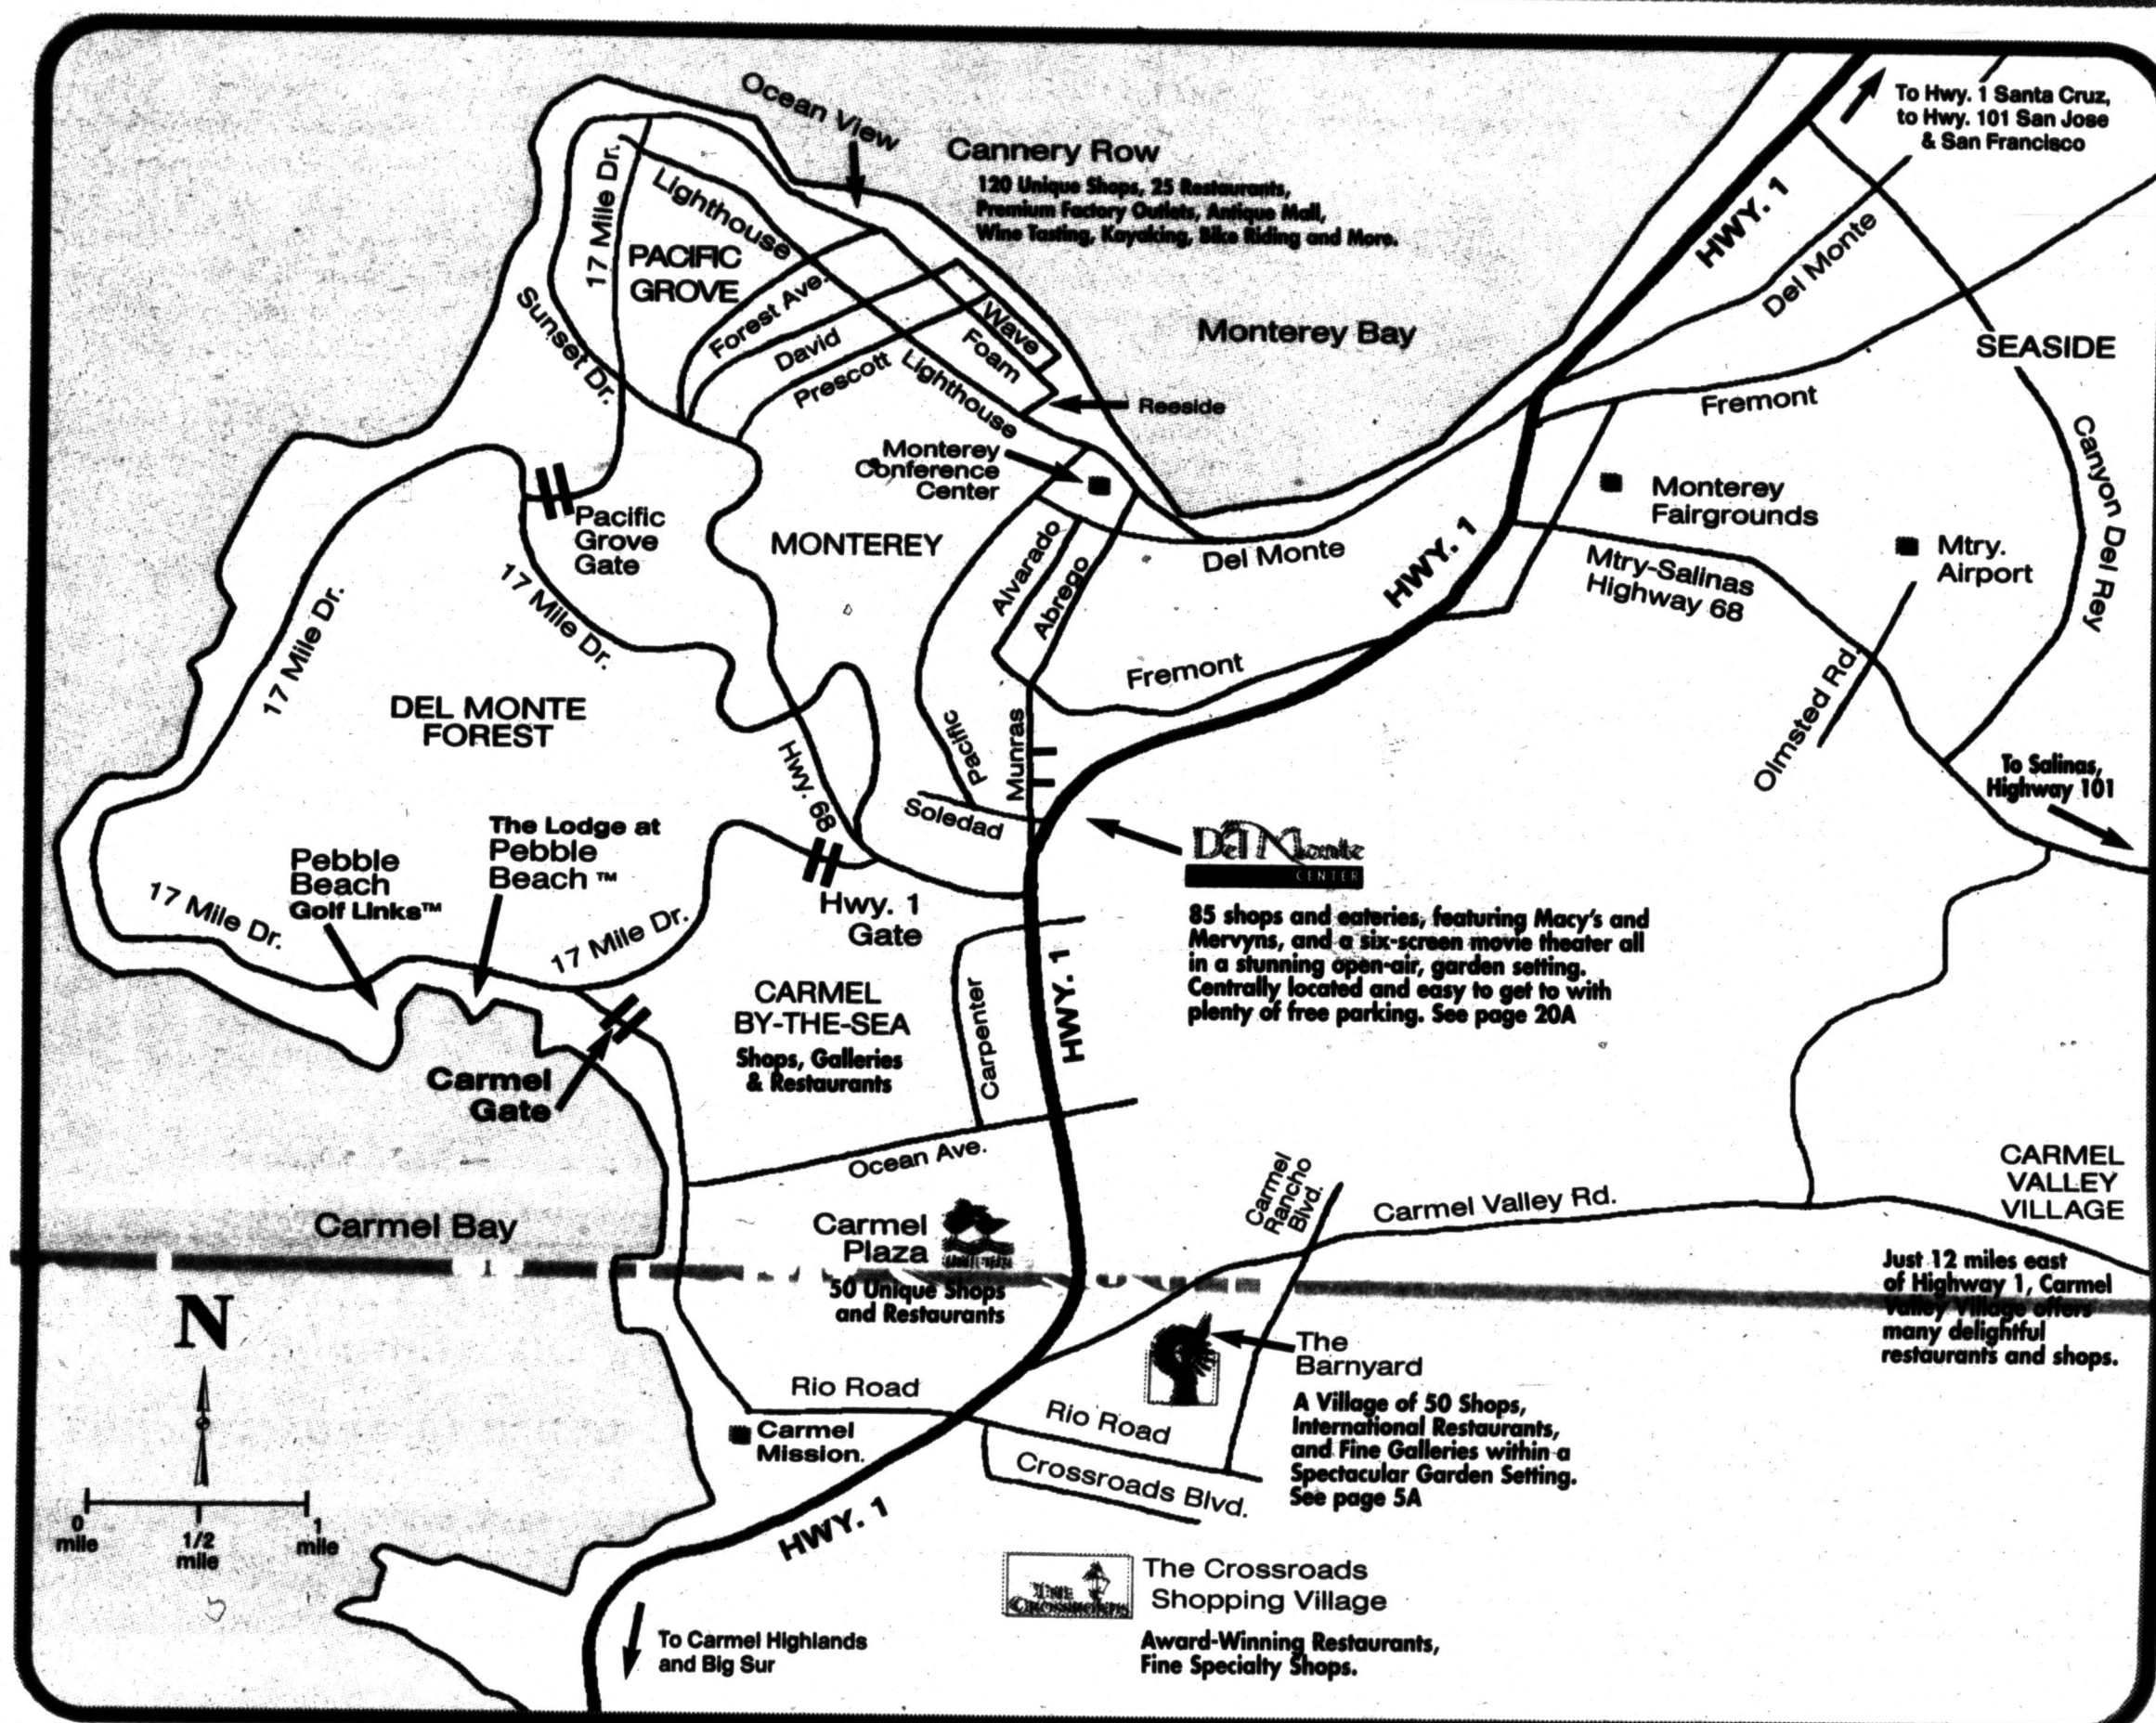 Ocean View
Cannery Row
120 Unique Shops, 25 Restaurants,
Premium Factory Outlets, Antique Mall,
Wine Tasting, Kayaking, Bike Riding and More.
To Hwy. 1 Santa Cruz,
to Hwy. 101 San Jose
& San Francisco
HWY. 1
Del Monte
17 Mile Dr.
Lighthouse
PACIFIC
GROVE
Sunset Dr.
Forest Ave.
David
Prescott
Lighthouse
Wave
Foam
Reeside
Monterey Bay
SEASIDE
Fremont
Canyon Del Rey
Monterey
Conference
Center
Monterey
Fairgrounds
Mtry.
Airport
Pacific
Grove
Gate
MONTEREY
Alvarado
Abrego
Del Monte
HWY. 1
Mtry-Salinas
Highway 68
17 Mile Dr.
17 Mile Dr.
Fremont
Olmsted Rd.
DEL MONTE
FOREST
Hwy. 68
Pacific
Munras
Soledad
To Salinas,
Highway 101
The Lodge at
Pebble
Beach ™
Pebble
Beach
Golf Links™
17 Mile Dr.
17 Mile Dr.
Hwy. 1
Gate
Del Monte
CENTER
85 shops and eateries, featuring Macy's and
Mervyns, and a six-screen movie theater all
in a stunning open-air, garden setting.
Centrally located and easy to get to with
plenty of free parking. See page 20A
CARMEL
BY-THE-SEA
Shops, Galleries
& Restaurants
Carpenter
HWY. 1
Carmel
Gate
Ocean Ave.
Carmel
Rancho
Blvd.
Carmel Valley Rd.
CARMEL
VALLEY
VILLAGE
Just 12 miles east
of Highway 1, Carmel
Valley Village offers
many delightful
restaurants and shops.
Carmel Bay
Carmel
Plaza
50 Unique Shops
and Restaurants
N
The
Barnyard
A Village of 50 Shops,
International Restaurants,
and Fine Galleries within a
Spectacular Garden Setting.
See page 5A
Rio Road
Rio Road
Carmel
Mission.
Crossroads Blvd.
0
mile
1/2
mile
1
mile
HWY. 1
THE
CROSSROADS
The Crossroads
Shopping Village
Award-Winning Restaurants,
Fine Specialty Shops.
To Carmel Highlands
and Big Sur